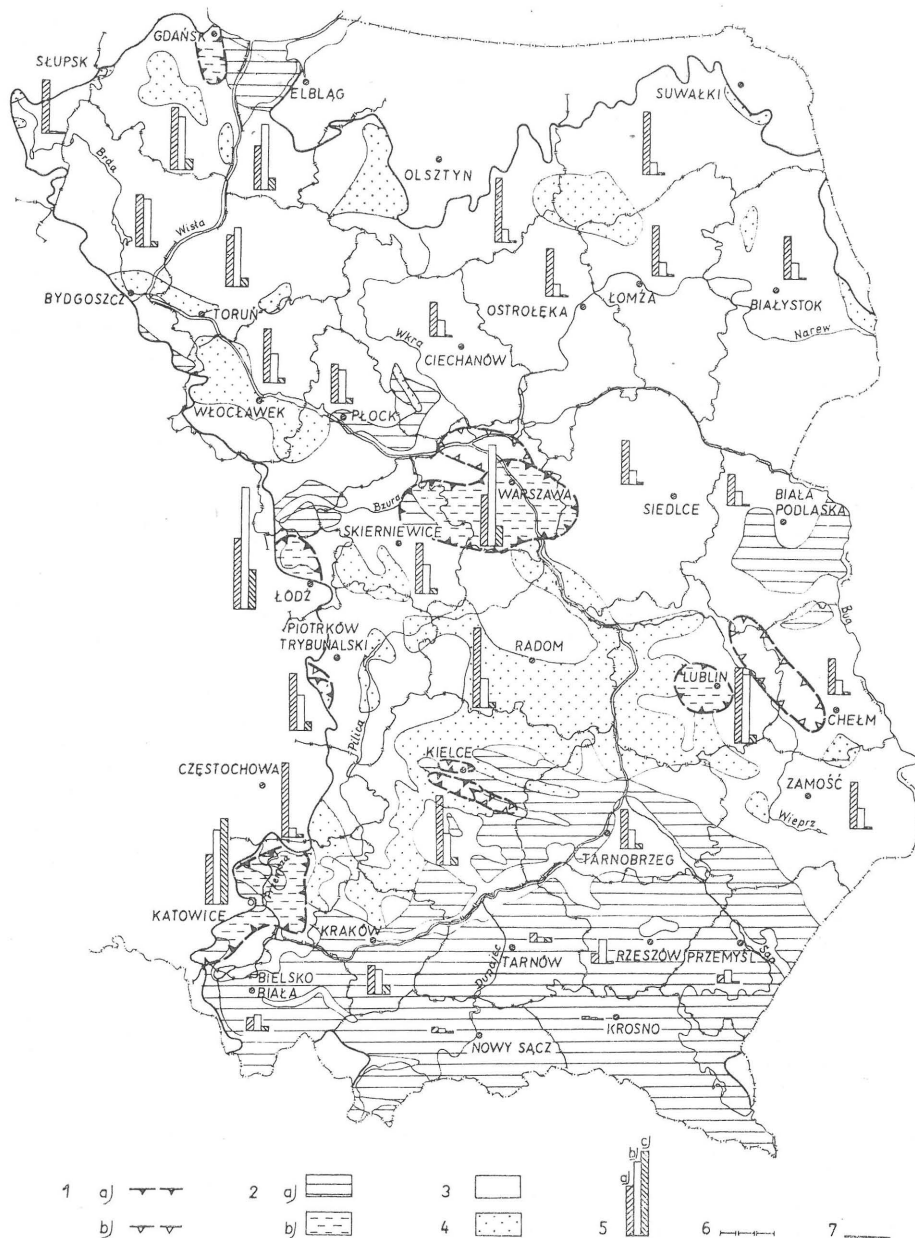 GDAŃSK
SŁUPSK
ELBLĄG
SUWAŁKI
Brda
OLSZTYN
Wisła
BYDGOSZCZ
TORUŃ
OSTROŁĘKA
ŁOMŻA
BIAŁYSTOK
Narew
Wkra
CIECHANÓW
WŁOCŁAWEK
PŁOCK
WARSZAWA
Bzura
SIEDLCE
BIAŁA
PODLASKA
SKIERNIEWICE
ŁÓDŹ
Bug
PIOTRKÓW
TRYBUNALSKI
RADOM
LUBLIN
CHEŁM
Pilica
KIELCE
CZĘSTOCHOWA
ZAMOŚĆ
Wieprz
TARNOBRZEG
KATOWICE
KRAKÓW
Dunajec
TARNÓW
RZESZÓW
PRZEMYŚL
San
BIELSKO
BIAŁA
NOWY SĄCZ
KROSNO
1 a) 2 a) 3 a) b) c)
b) b) 4 5 6 7